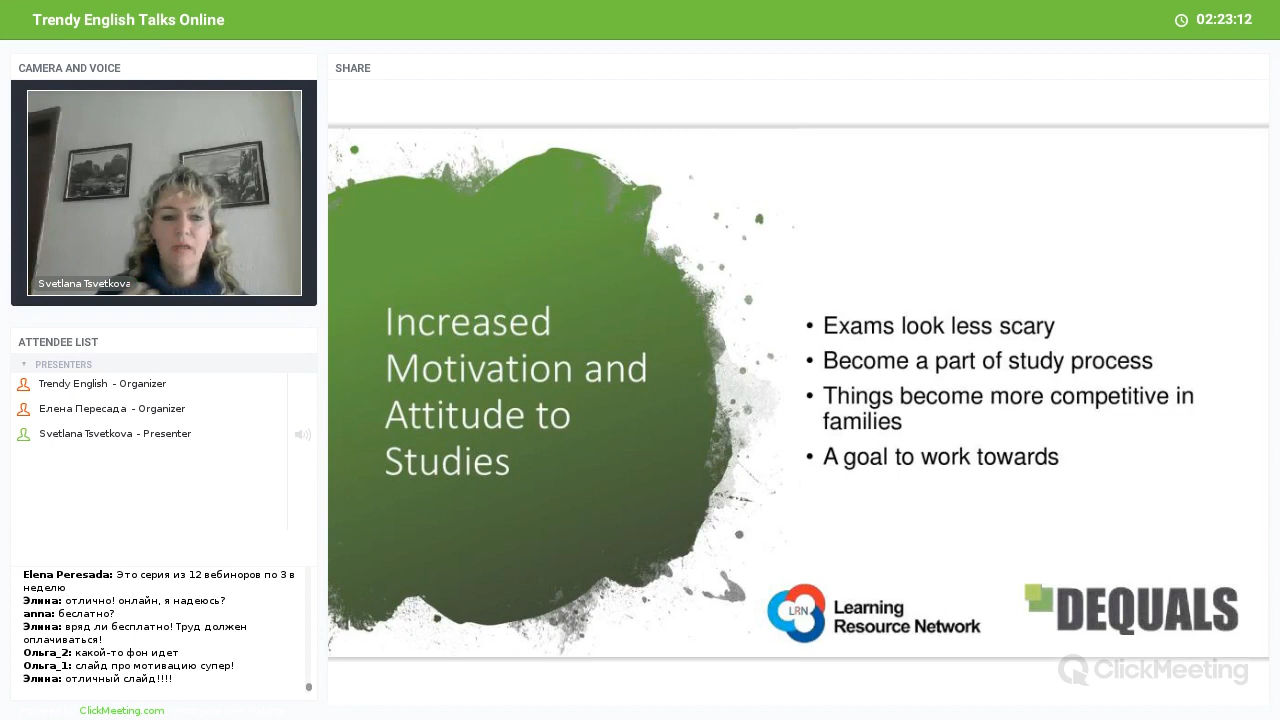 Trendy English Talks Online
02:23:12
CAMERA AND VOICE
Svetlana Tsvetkova
ATTENDEE LIST
PRESENTERS
Trendy English - Organizer
Елена Пересада - Organizer
Svetlana Tsvetkova - Presenter
Elena Peresada: Это серия из 12 вебиноров по 3 в
неделю
Элина: отлично! онлайн, я надеюсь?
anna: беслатно?
Элина: вряд ли бесплатно! Труд должен
оплачиваться!
Ольга_2: какой-то фон идет
Ольга_1: слайд про мотивацию супер!
Элина: отличный слайд!!!!
ClickMeeting.com
SHARE
Increased
Motivation and
Attitude to
Studies
• Exams look less scary
• Become a part of study process
• Things become more competitive in
families
• A goal to work towards
LRN
Learning
Resource Network
DEQUALS
ClickMeeting